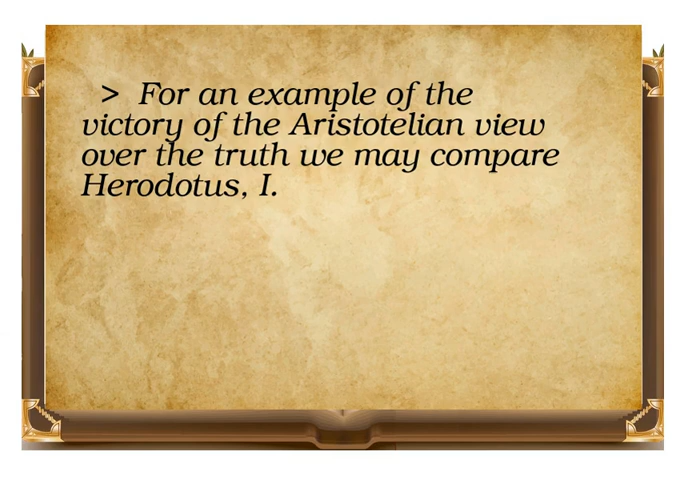 > For an example of the
victory of the Aristotelian view
over the truth we may compare
Herodotus, I.